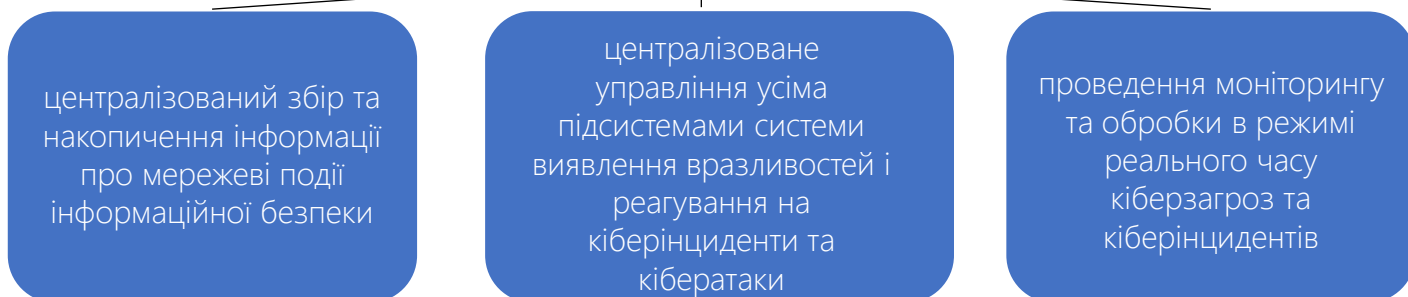 централізований збір та
накопичення інформації
про мережеві події
інформаційної безпеки
централізоване
управління усіма
підсистемами системи
виявлення вразливостей і
реагування на
кіберінциденти та
кібератаки
проведення моніторингу
та обробки в режимі
реального часу
кіберзагроз та
кіберінцидентів